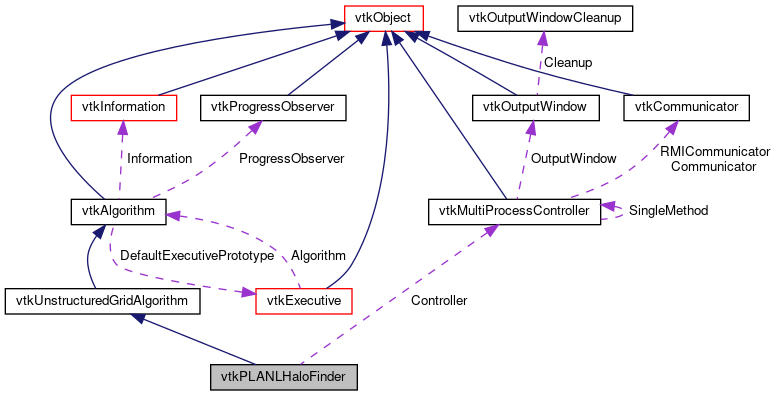 vtkObject
vtkOutputWindowCleanup
Cleanup
vtkInformation
vtkProgressObserver
vtkOutputWindow
vtkCommunicator
Information
ProgressObserver
OutputWindow
RMICommunicator
Communicator
vtkAlgorithm
vtkMultiProcessController
SingleMethod
DefaultExecutivePrototype
Algorithm
vtkUnstructuredGridAlgorithm
vtkExecutive
Controller
vtkPLANLHaloFinder